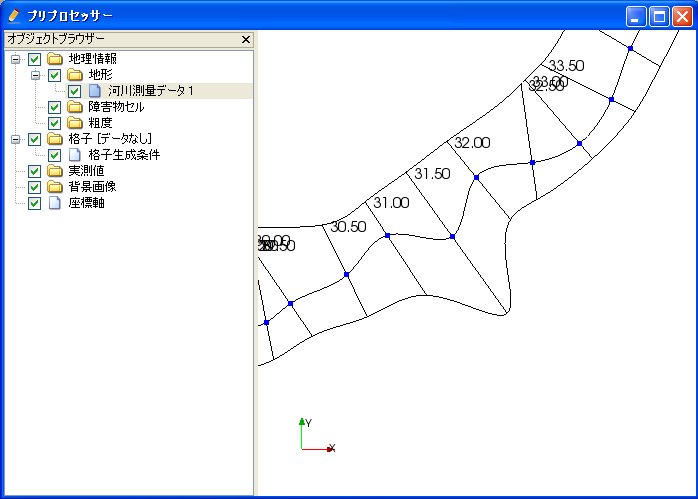 プリプロセッサー
オブジェクトブラウザー
地理情報
地形
河川測量データ1
障害物セル
粗度
格子 [データなし]
格子生成条件
実測値
背景画像
座標軸
33.50
33.00
32.50
32.00
31.50
31.00
30.50
Y
X